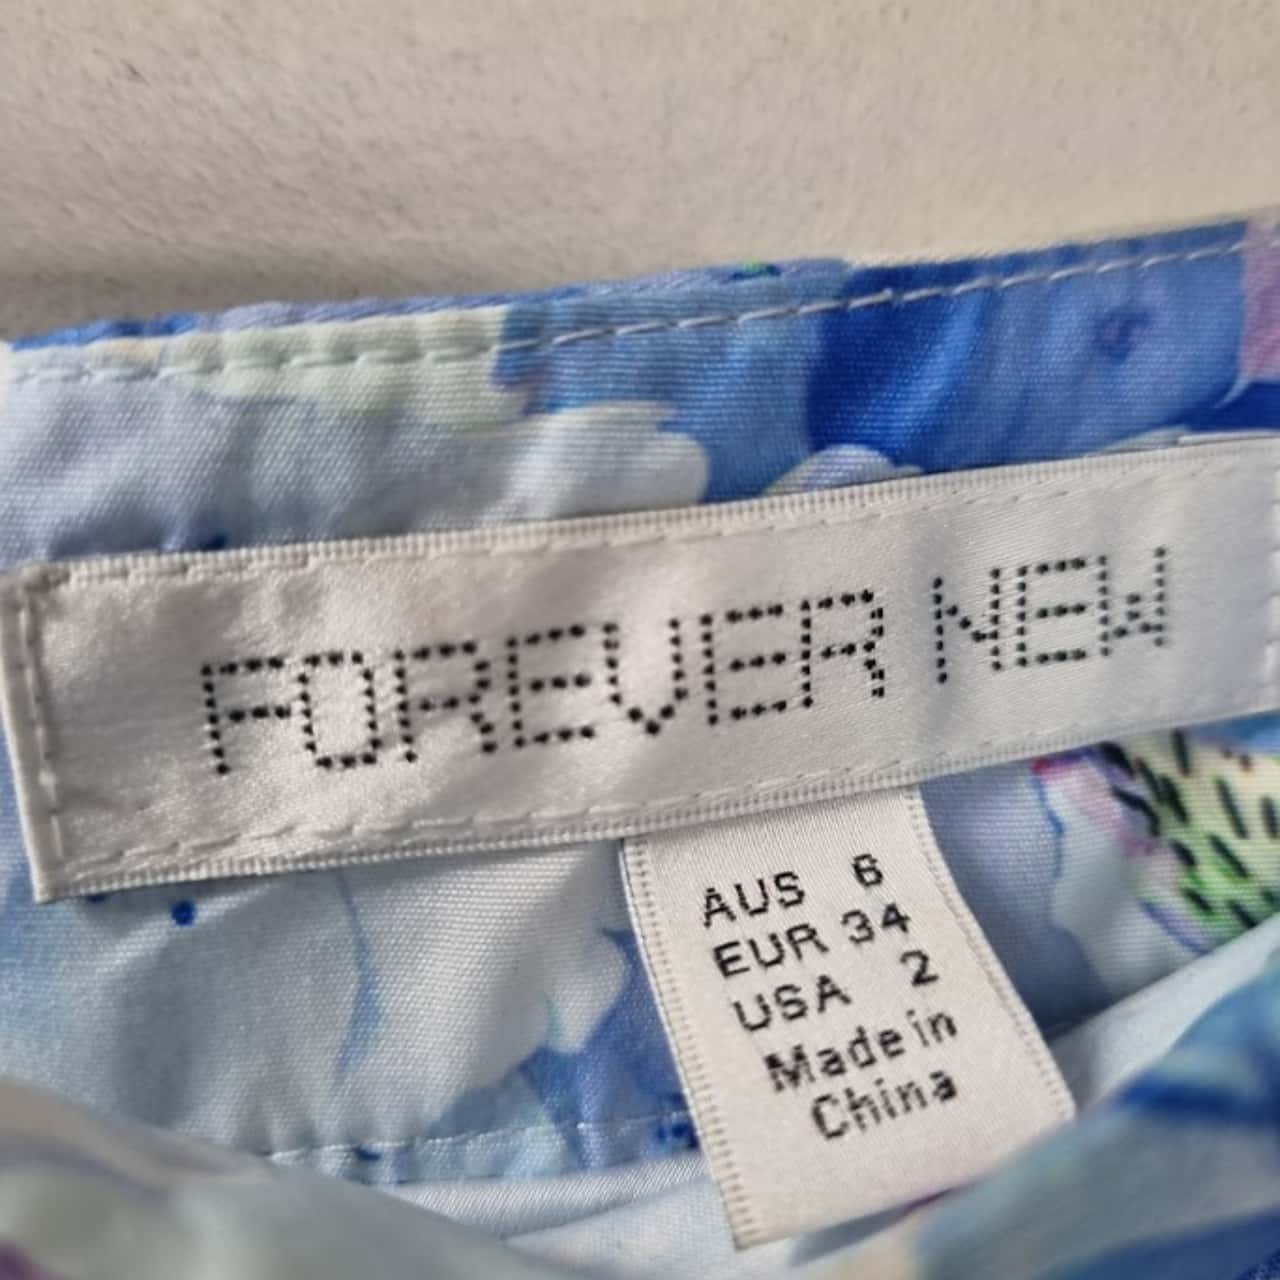 FOREVER NEW
AUS 6
EUR 34
USA 2
Made in
China